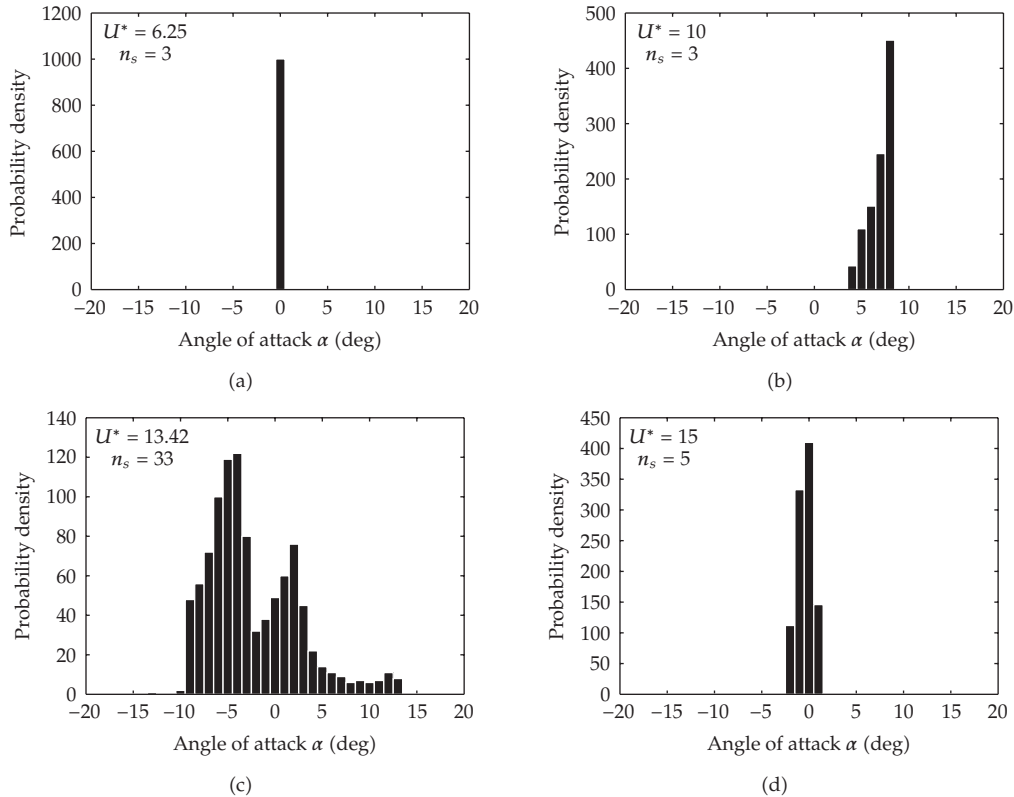 U* = 6.25
n_s = 3
Probability density
1200
1000
800
600
400
200
0
−20 −15 −10 −5 0 5 10 15 20
Angle of attack α (deg)
(a)
U* = 10
n_s = 3
Probability density
500
400
300
200
100
0
−20 −15 −10 −5 0 5 10 15 20
Angle of attack α (deg)
(b)
U* = 13.42
n_s = 33
Probability density
140
120
100
80
60
40
20
0
−20 −15 −10 −5 0 5 10 15 20
Angle of attack α (deg)
(c)
U* = 15
n_s = 5
Probability density
450
400
350
300
250
200
150
100
50
0
−20 −15 −10 −5 0 5 10 15 20
Angle of attack α (deg)
(d)